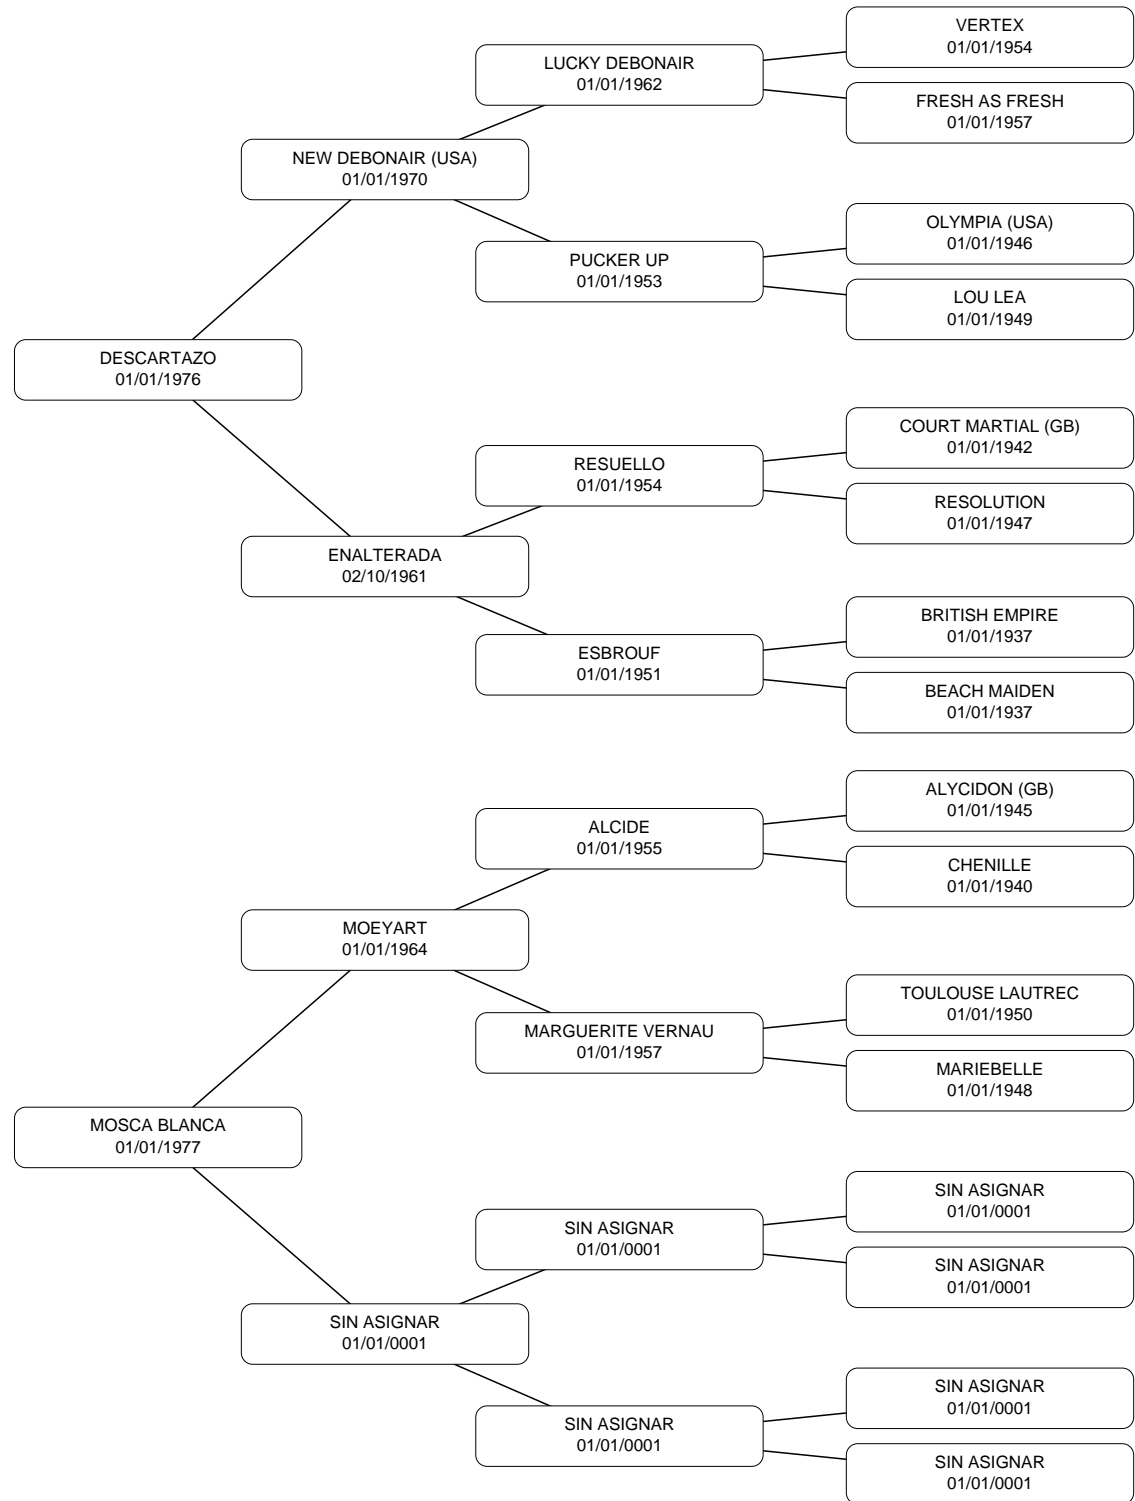 VERTEX
01/01/1954
LUCKY DEBONAIR
01/01/1962
FRESH AS FRESH
01/01/1957
NEW DEBONAIR (USA)
01/01/1970
OLYMPIA (USA)
01/01/1946
PUCKER UP
01/01/1953
LOU LEA
01/01/1949
DESCARTAZO
01/01/1976
COURT MARTIAL (GB)
01/01/1942
RESUELLO
01/01/1954
RESOLUTION
01/01/1947
ENALTERADA
02/10/1961
BRITISH EMPIRE
01/01/1937
ESBROUF
01/01/1951
BEACH MAIDEN
01/01/1937
ALYCIDON (GB)
01/01/1945
ALCIDE
01/01/1955
CHENILLE
01/01/1940
MOEYART
01/01/1964
TOULOUSE LAUTREC
01/01/1950
MARGUERITE VERNAU
01/01/1957
MARIEBELLE
01/01/1948
MOSCA BLANCA
01/01/1977
SIN ASIGNAR
01/01/0001
SIN ASIGNAR
01/01/0001
SIN ASIGNAR
01/01/0001
SIN ASIGNAR
01/01/0001
SIN ASIGNAR
01/01/0001
SIN ASIGNAR
01/01/0001
SIN ASIGNAR
01/01/0001